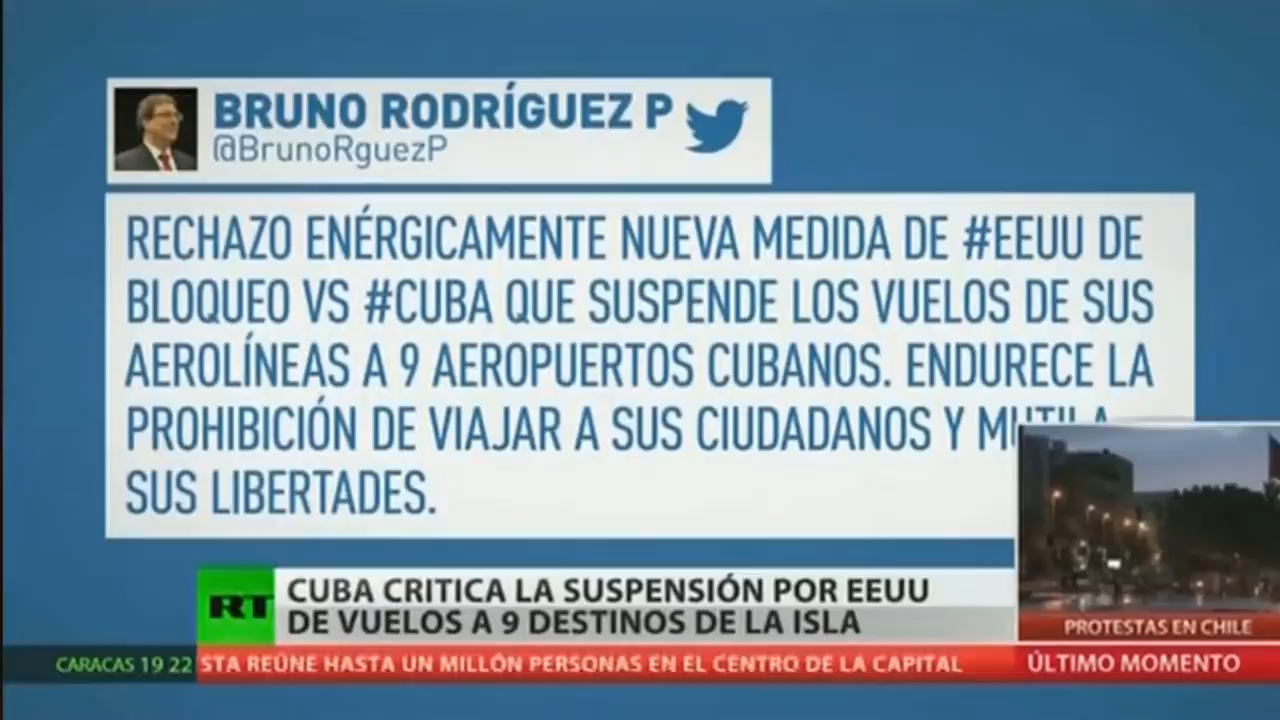 BRUNO RODRÍGUEZ P
@BrunoRguezP
RECHAZO ENÉRGICAMENTE NUEVA MEDIDA DE #EEUU DE
BLOQUEO VS #CUBA QUE SUSPENDE LOS VUELOS DE SUS
AEROLÍNEAS A 9 AEROPUERTOS CUBANOS. ENDURECE LA
PROHIBICIÓN DE VIAJAR A SUS CIUDADANOS Y MUTILA
SUS LIBERTADES.
RT
CUBA CRITICA LA SUSPENSIÓN POR EEUU
DE VUELOS A 9 DESTINOS DE LA ISLA
PROTESTAS EN CHILE
CARACAS 19 22 STA REÚNE HASTA UN MILLÓN PERSONAS EN EL CENTRO DE LA CAPITAL
ÚLTIMO MOMENTO